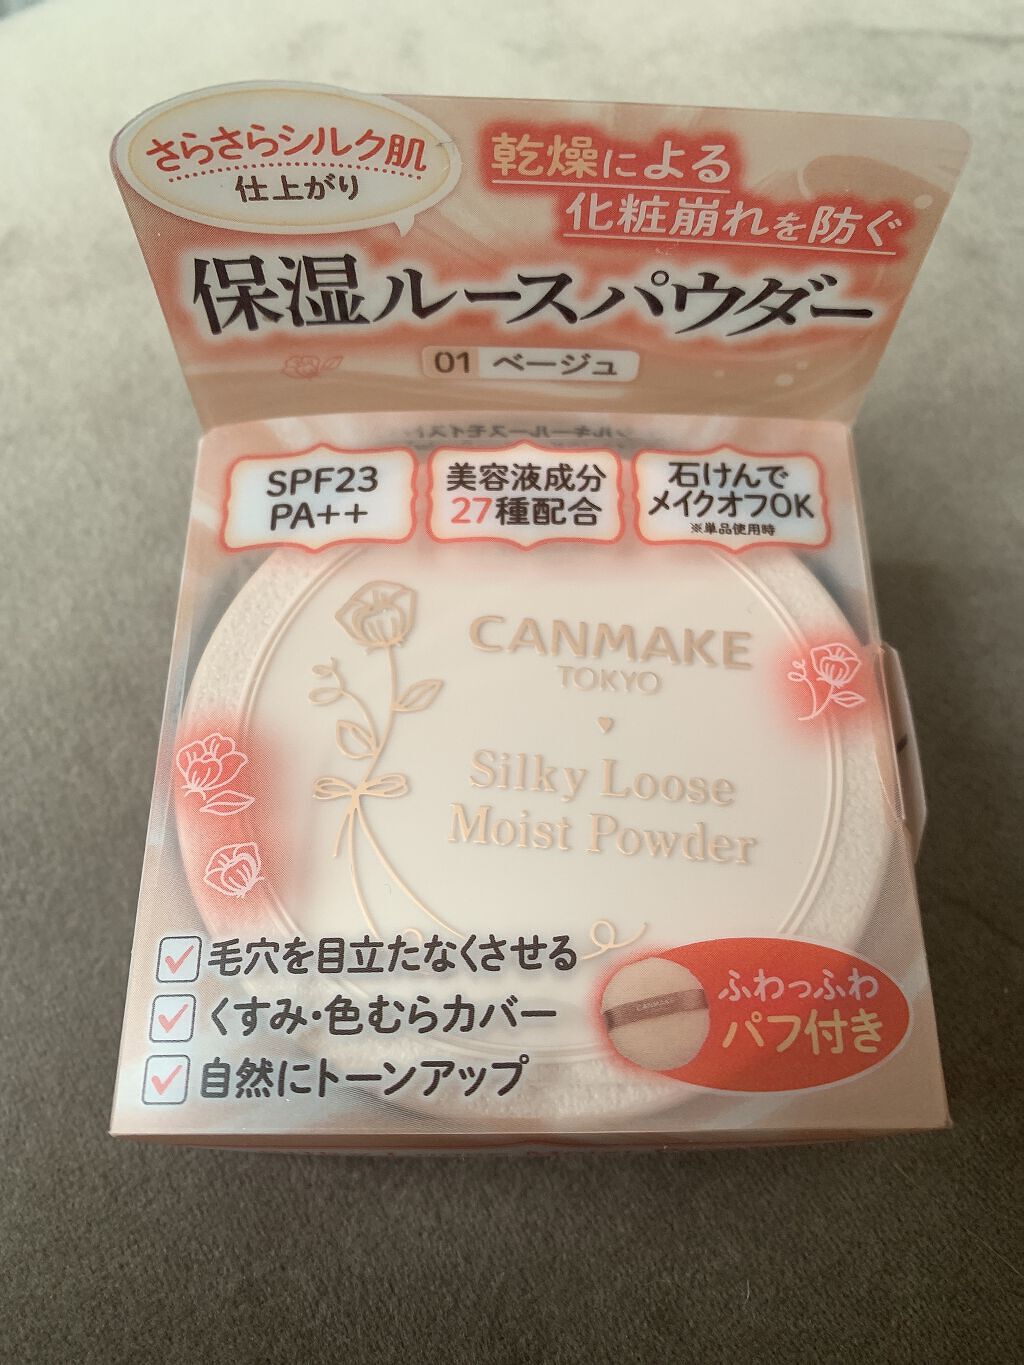 さらさらシルク肌
仕上がり
乾燥による
化粧崩れを防ぐ
保湿ルースパウダー
01 ベージュ
SPF23
PA++
美容液成分
27種配合
石けんで
メイクオフOK
※単品使用時
CANMAKE
TOKYO
Silky Loose
Moist Powder
毛穴を目立たなくさせる
くすみ・色むらカバー
自然にトーンアップ
CANMAKE
ふわっふわ
パフ付き